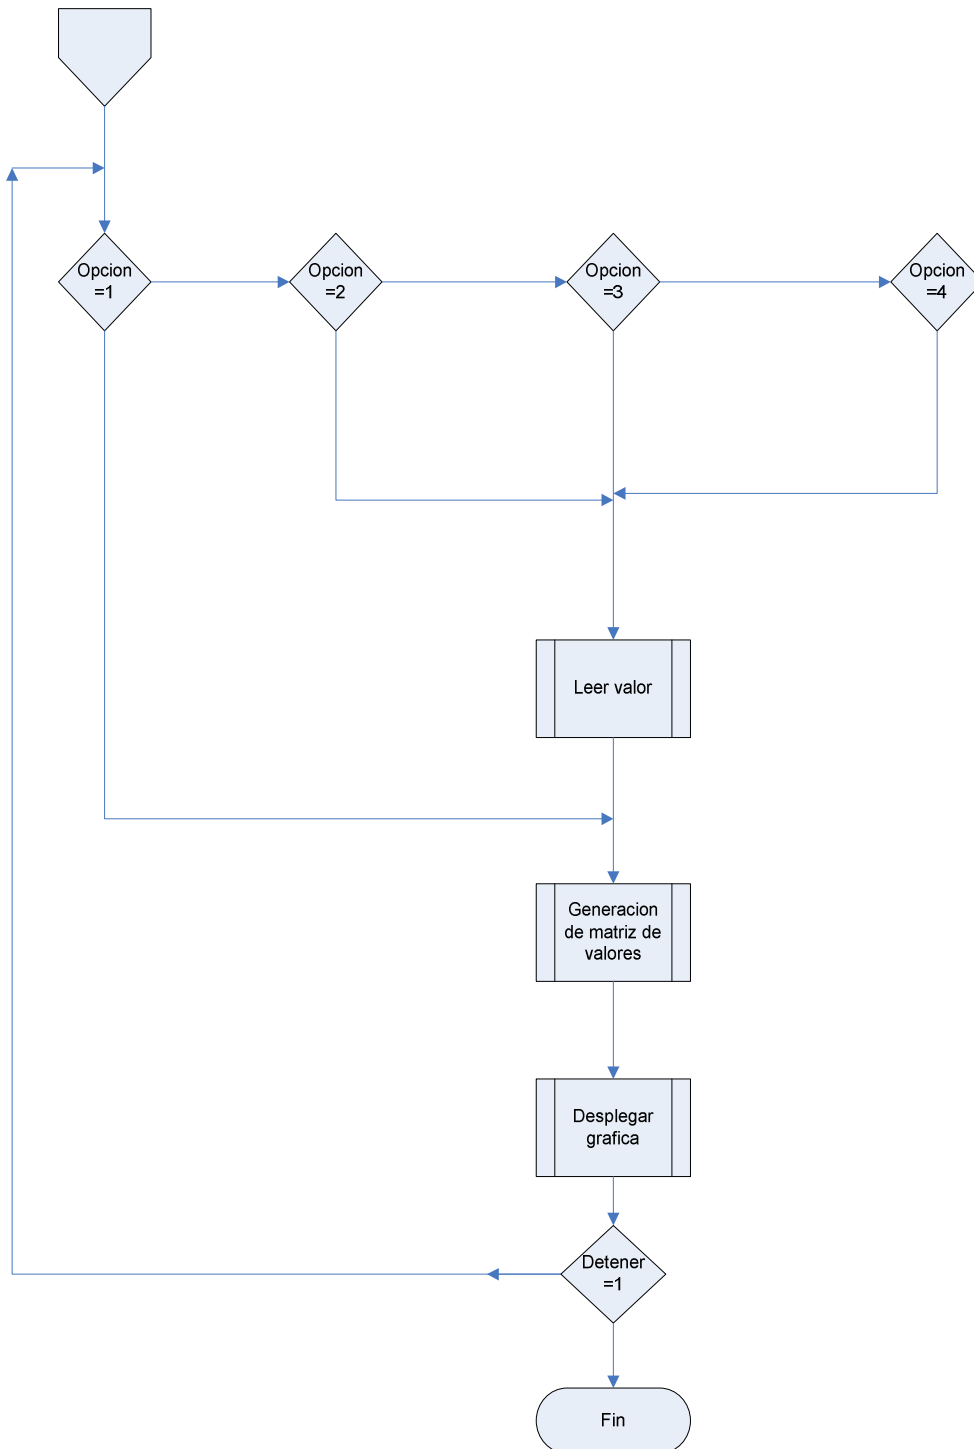 Opcion
=1
Opcion
=2
Opcion
=3
Opcion
=4
Leer valor
Generacion
de matriz de
valores
Desplegar
grafica
Detener
=1
Fin